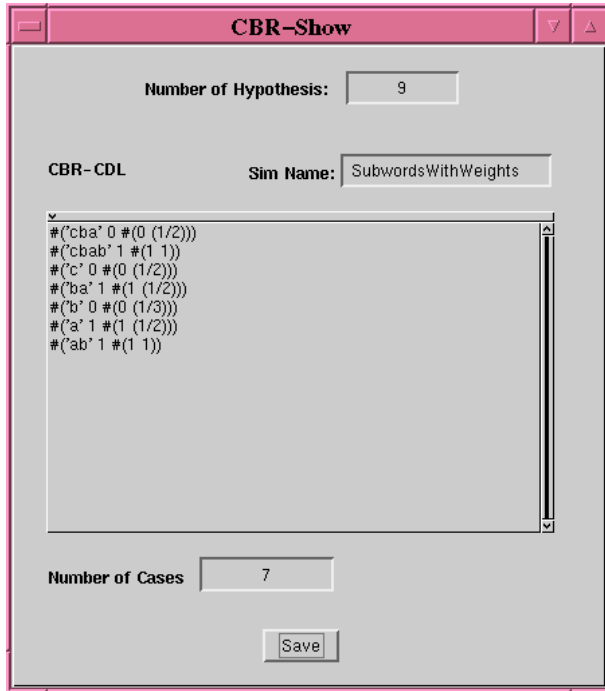 CBR-Show
Number of Hypothesis: 9
CBR-CDL Sim Name: SubwordsWithWeights
#('cba' 0 #(0 (1/2)))
#('cbab' 1 #(1 1))
#('c' 0 #(0 (1/2)))
#('ba' 1 #(1 (1/2)))
#('b' 0 #(0 (1/3)))
#('a' 1 #(1 (1/2)))
#('ab' 1 #(1 1))
Number of Cases 7
Save